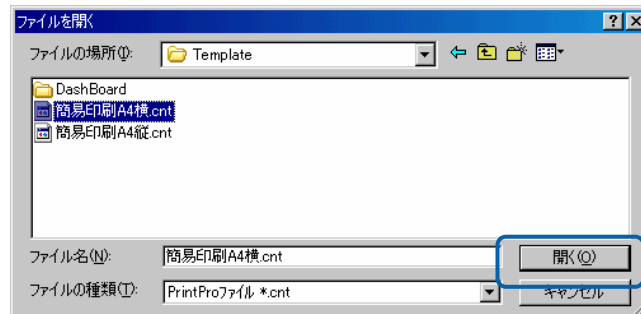 ファイルを開く
ファイルの場所(I):
Template
DashBoard
簡易印刷A4横.cnt
簡易印刷A4縦.cnt
ファイル名(N):
簡易印刷A4横.cnt
開く(O)
ファイルの種類(T):
PrintProファイル *.cnt
キャンセル